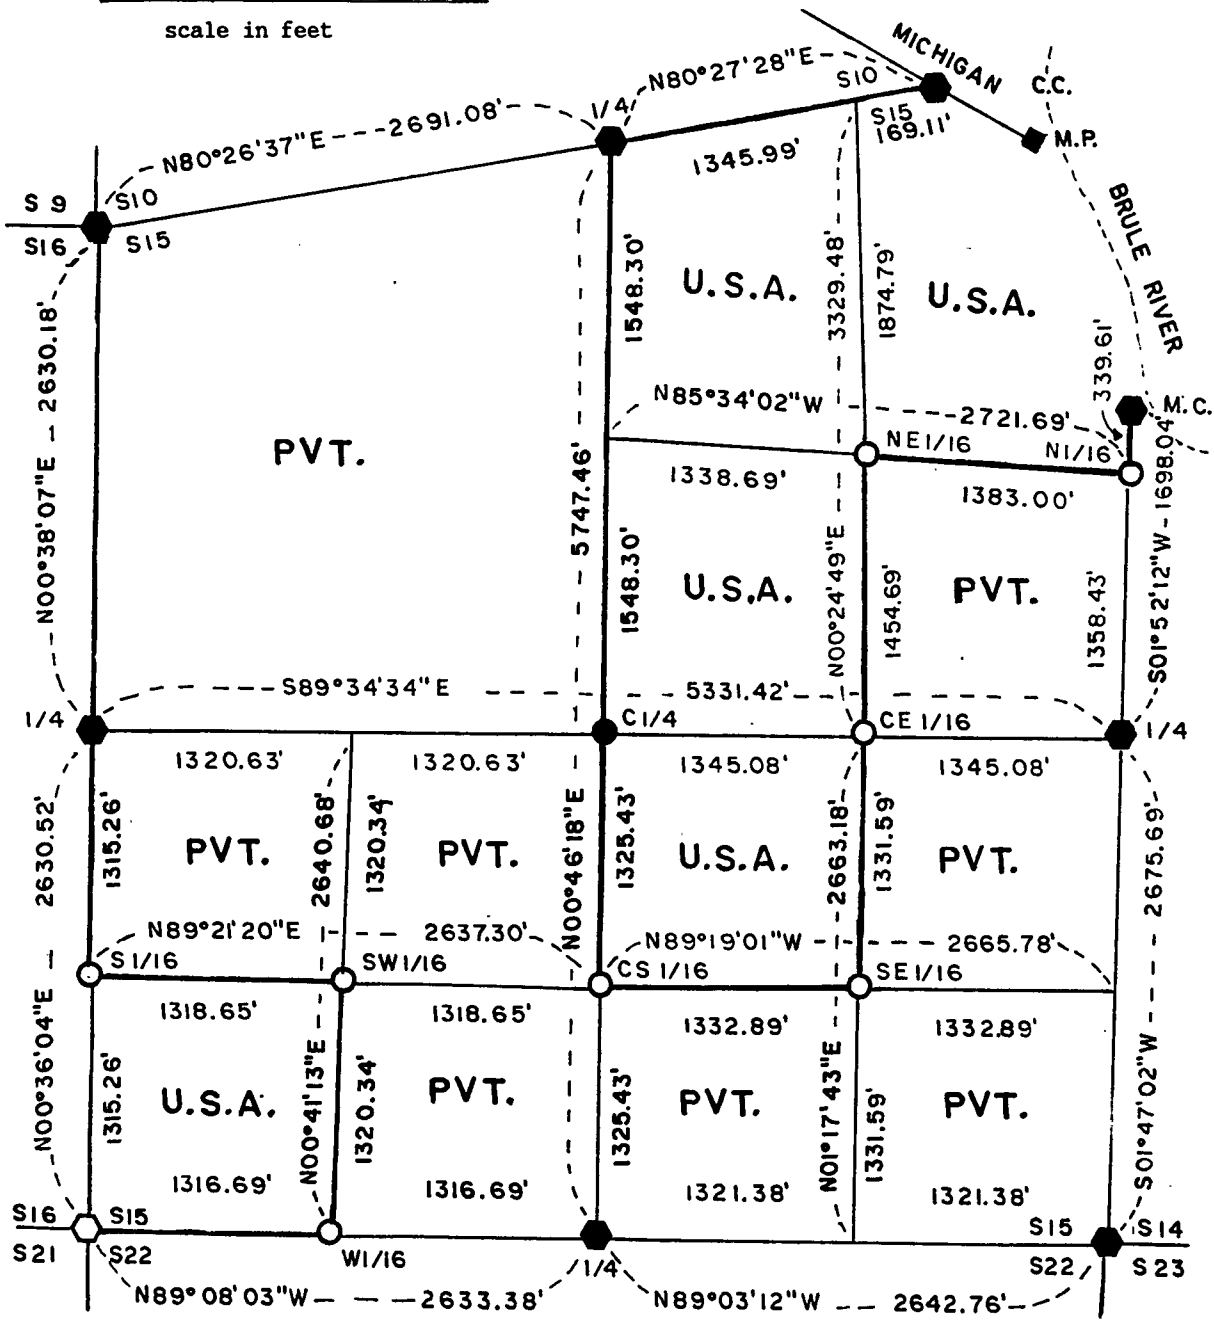 scale in feet
MICHIGAN
C.C.
N80°27'28"E
S10
1/4
S15
169.11'
M.P.
N80°26'37"E 2691.08'
1345.99'
S 9 S10
S16 S15
BRULE RIVER
1548.30'
U.S.A.
3329.48'
1874.79'
U.S.A.
N00°38'07"E 2630.18'
339.61'
N85°34'02"W 2721.69'
M.C.
NE1/16 N1/16
PVT.
1338.69'
1383.00'
5747.46'
S01°52'12"W 1698.04'
1548.30'
U.S.A.
N00°24'49"E
1454.69'
PVT.
1358.43'
S89°34'34"E 5331.42'
1/4 C1/4 CE 1/16 1/4
1320.63' 1320.63' 1345.08' 1345.08'
2630.52'
1315.26'
PVT.
2640.68'
1320.34'
PVT.
N00°46'18"E
1325.43'
U.S.A.
2663.18'
1331.59'
PVT.
2675.69'
N89°21'20"E 2637.30' N89°19'01"W 2665.78'
S1/16 SW1/16 CS 1/16 SE1/16
1318.65' 1318.65' 1332.89' 1332.89'
N00°36'04"E
1315.26'
U.S.A.
N00°41'13"E
1320.34'
PVT.
1325.43'
PVT.
N01°17'43"E
1331.59'
PVT.
S01°47'02"W
1316.69' 1316.69' 1321.38' 1321.38'
S16 S15 S15 S14
S21 S22 W1/16 1/4 S22 S23
N89°08'03"W 2633.38' N89°03'12"W 2642.76'